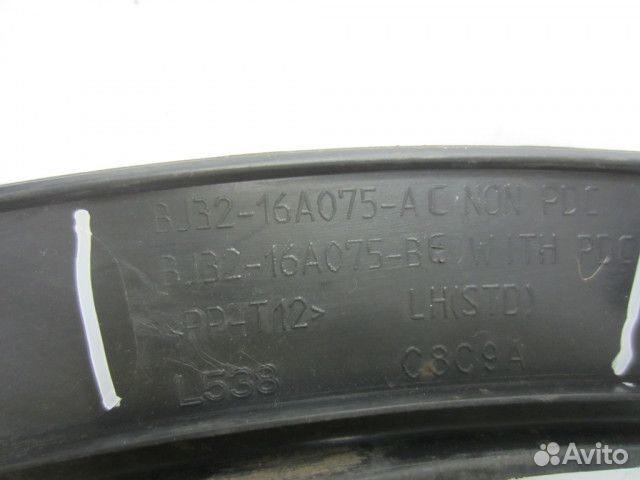 BJ32-16A075-AC NON PDC
BJ32-16A075-BE WITH PDC
>PP-T12<
LH(STD)
L538
C8C9A
Avito